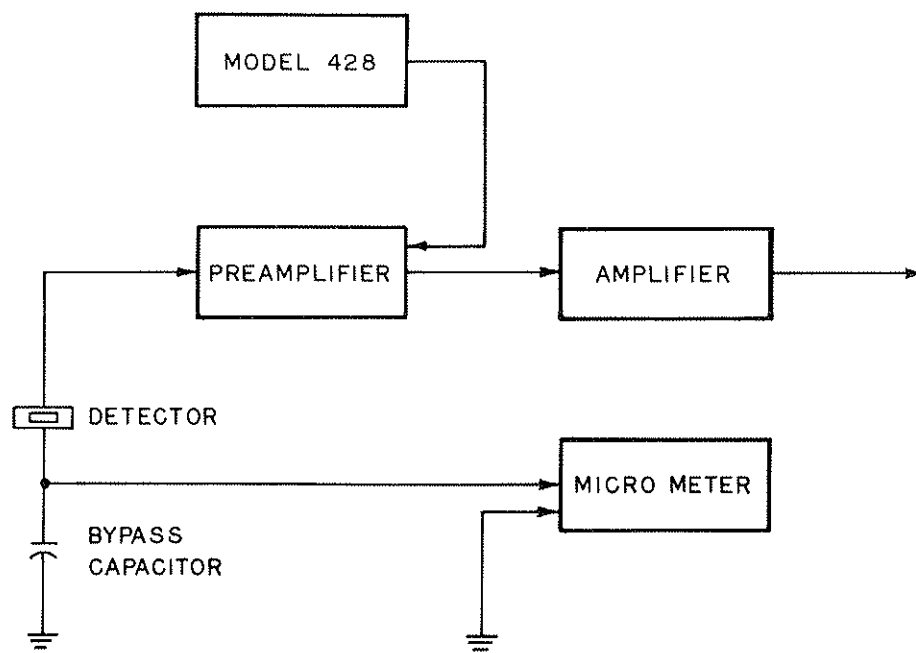 MODEL 428
PREAMPLIFIER
AMPLIFIER
DETECTOR
MICRO METER
BYPASS
CAPACITOR